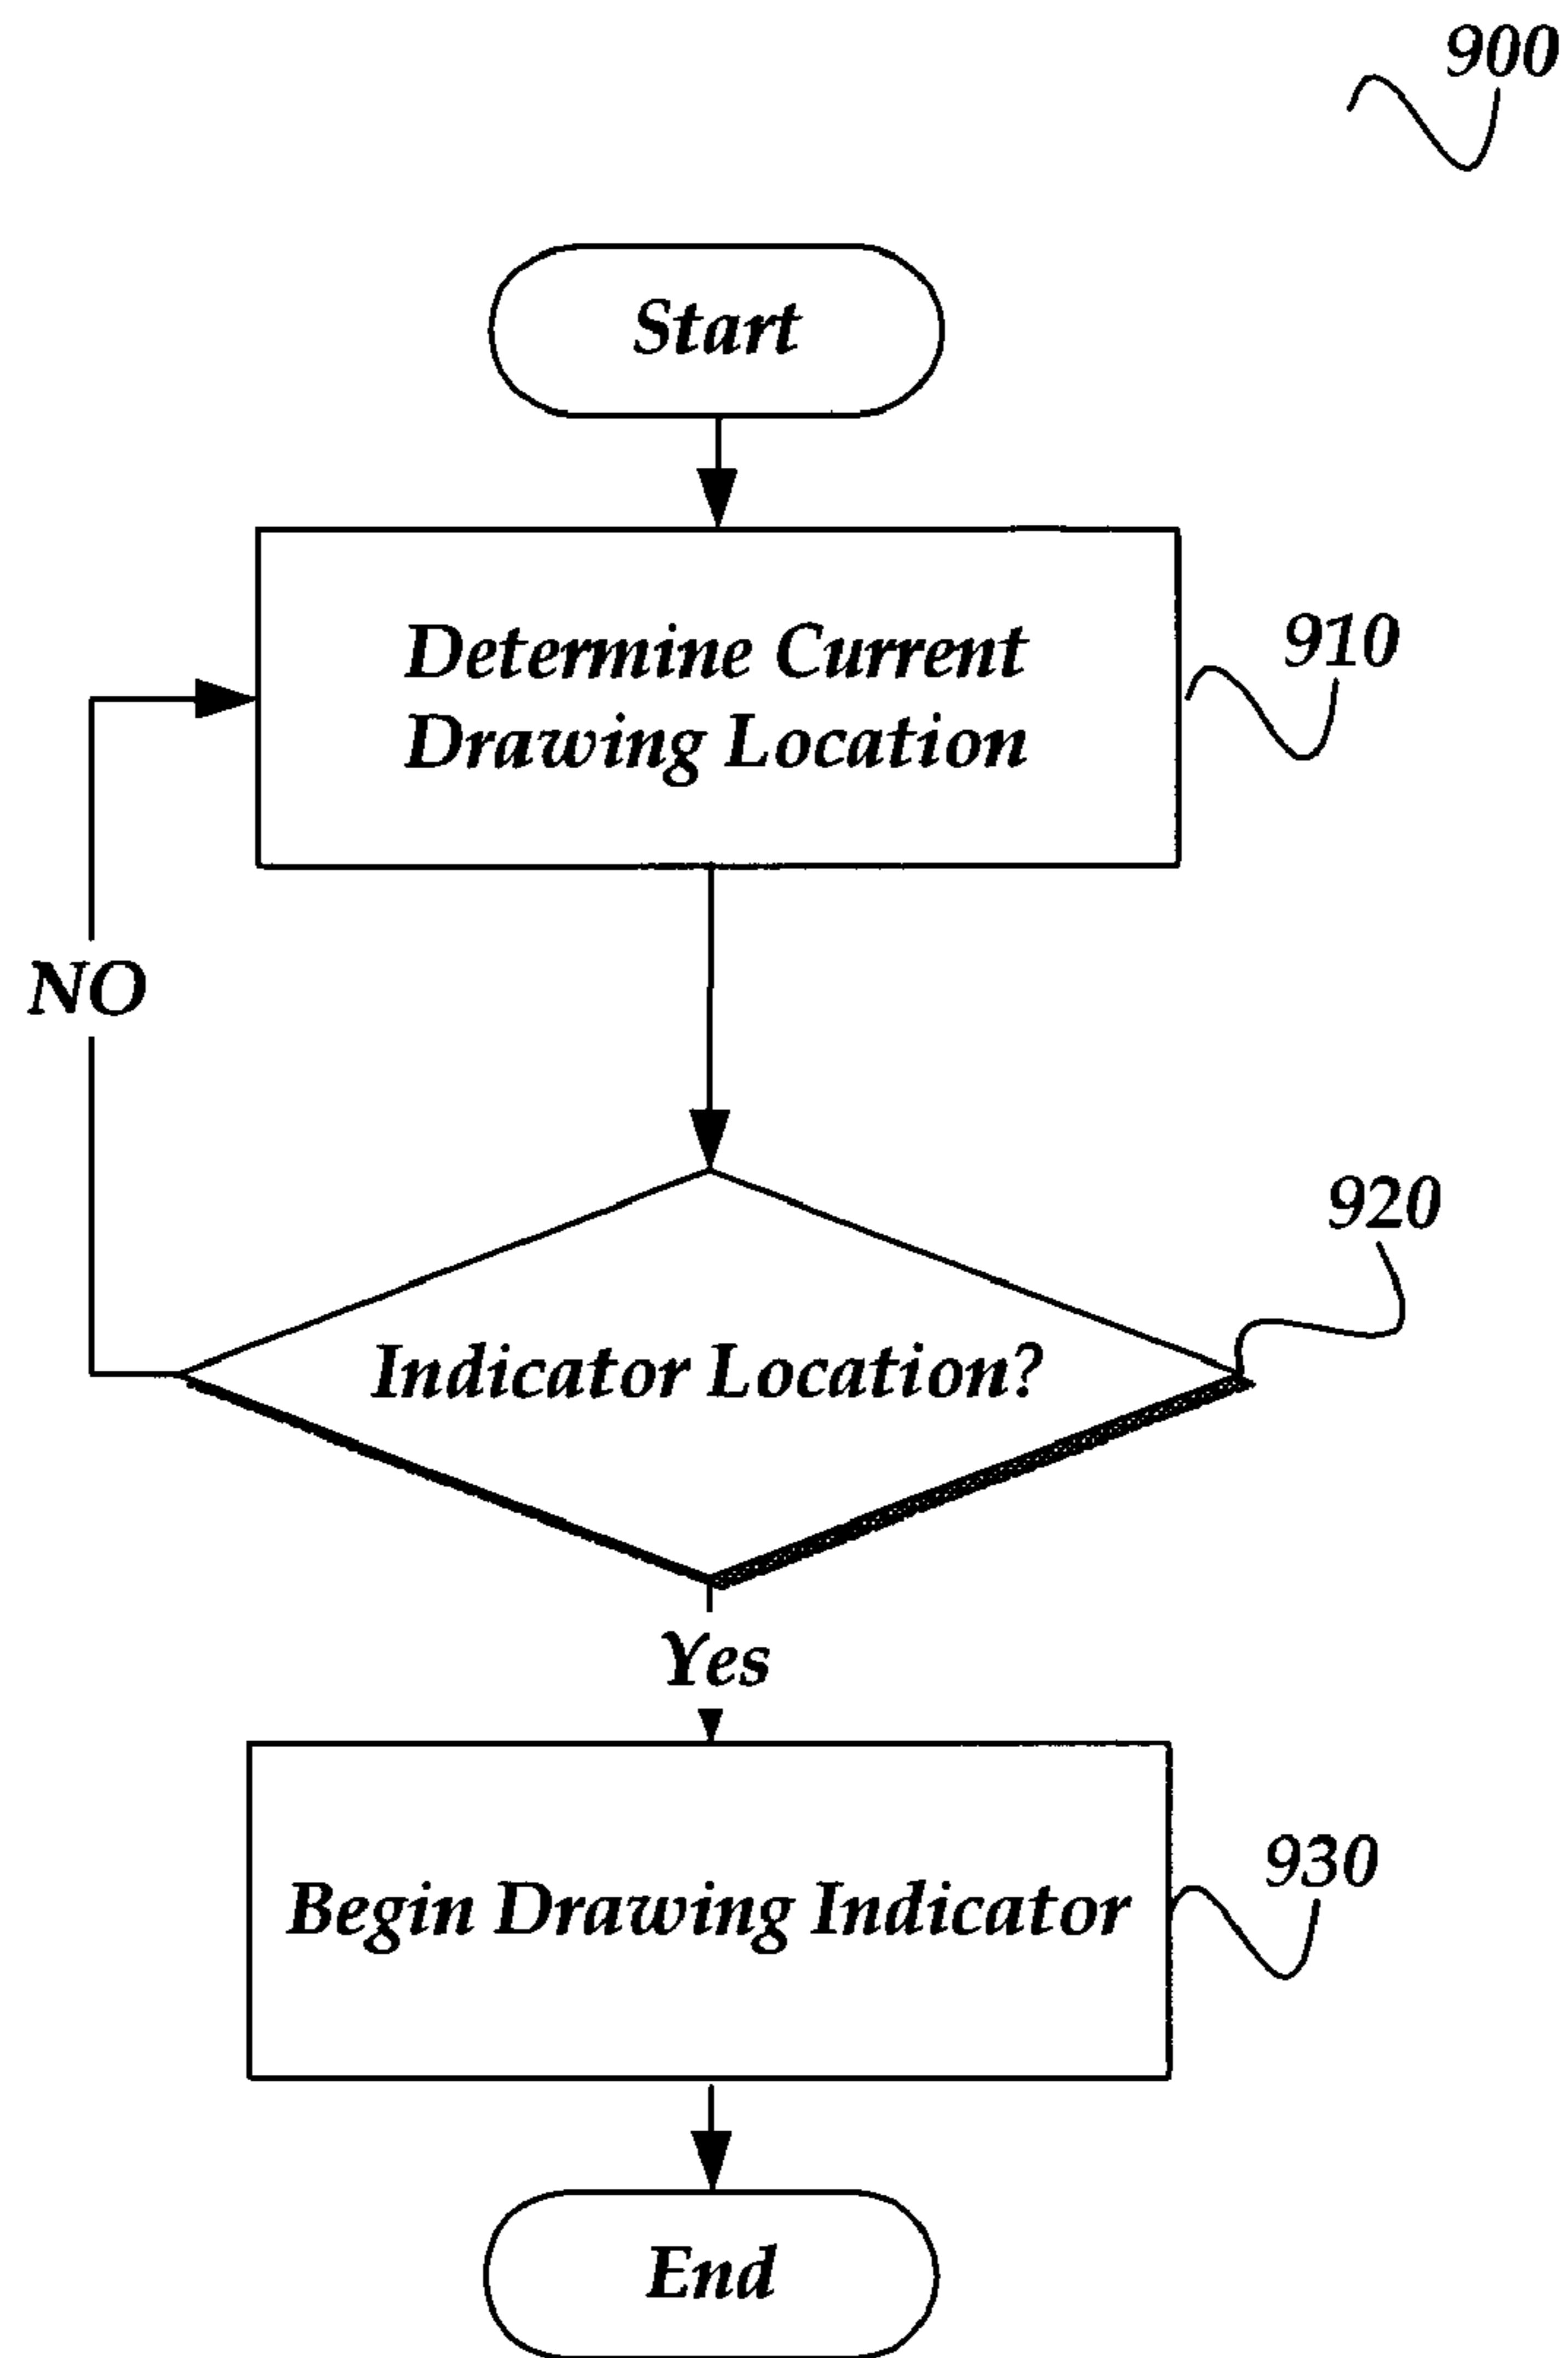 900
Start
Determine Current
Drawing Location
910
NO
920
Indicator Location?
Yes
Begin Drawing Indicator
930
End